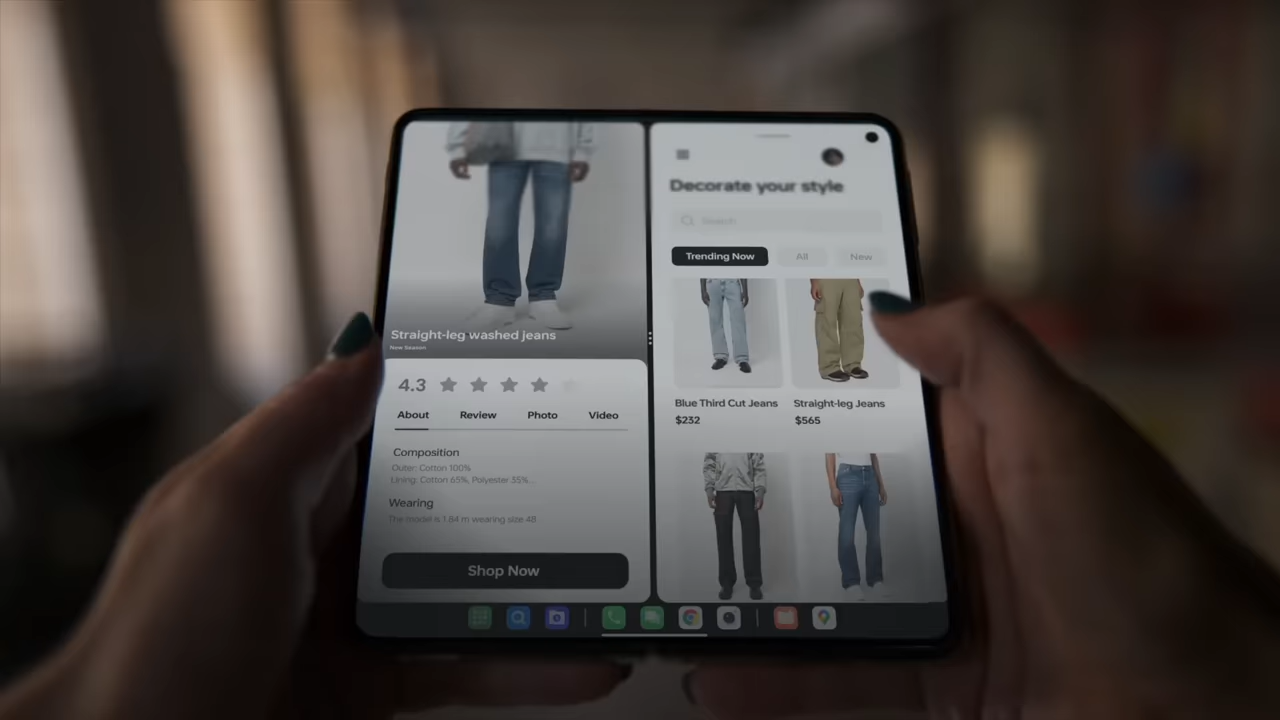 Straight-leg washed jeans
New Season
4.3
About Review Photo Video
Composition
Outer: Cotton 100%
Lining: Cotton 65%, Polyester 35%...
Wearing
The model is 1.84 m wearing size 48
Shop Now
Decorate your style
Search
Trending Now All New
Blue Third Cut Jeans
$232
Straight-leg Jeans
$565